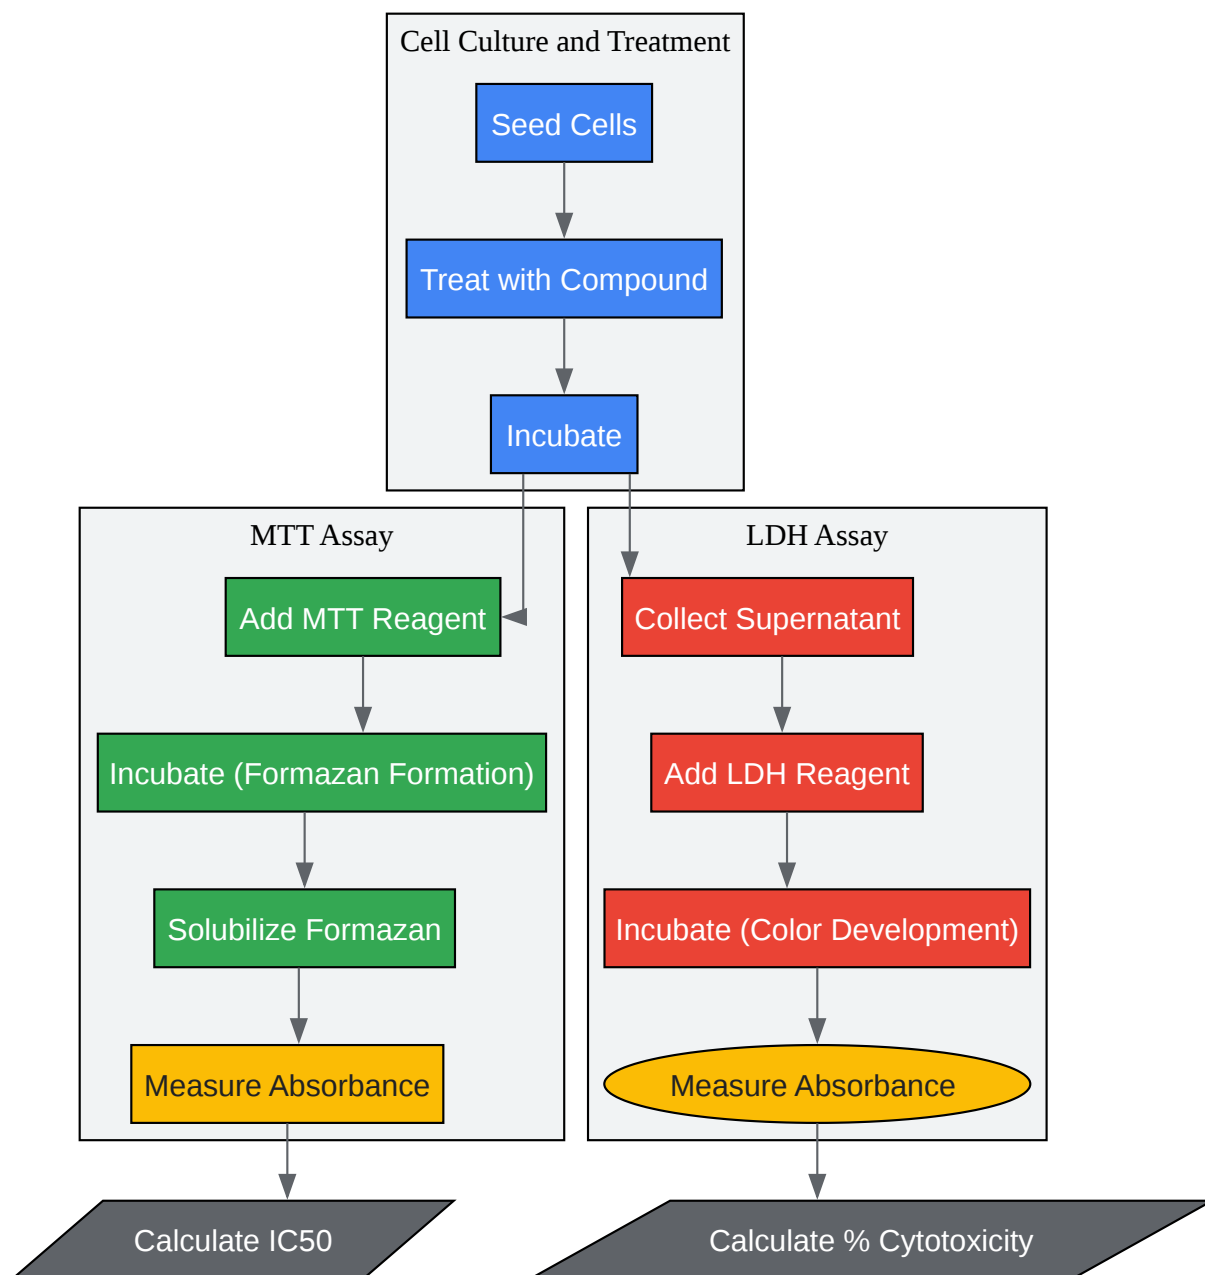 Cell Culture and Treatment
Seed Cells
Treat with Compound
Incubate
MTT Assay
Add MTT Reagent
Incubate (Formazan Formation)
Solubilize Formazan
Measure Absorbance
Calculate IC50
LDH Assay
Collect Supernatant
Add LDH Reagent
Incubate (Color Development)
Measure Absorbance
Calculate % Cytotoxicity